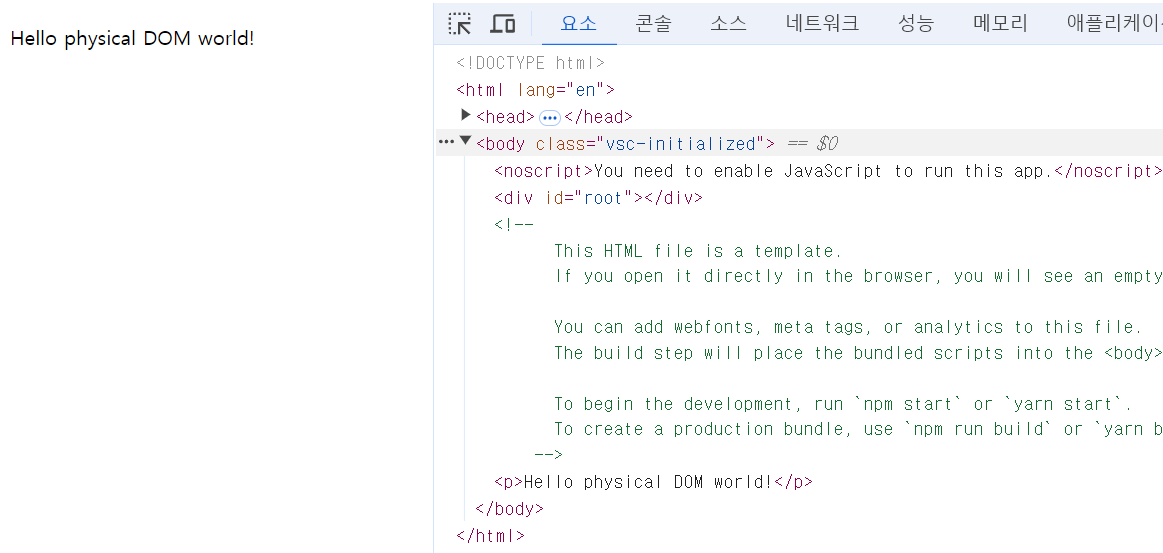 Hello physical DOM world!
요소 콘솔 소스 네트워크 성능 메모리 애플리케이션
<!DOCTYPE html>
<html lang="en">
<head> ••• </head>
••• <body class="vsc-initialized"> == $0
<noscript>You need to enable JavaScript to run this app.</noscript>
<div id="root"></div>
<!--
This HTML file is a template.
If you open it directly in the browser, you will see an empty
You can add webfonts, meta tags, or analytics to this file.
The build step will place the bundled scripts into the <body>
To begin the development, run `npm start` or `yarn start`.
To create a production bundle, use `npm run build` or `yarn b
-->
<p>Hello physical DOM world!</p>
</body>
</html>